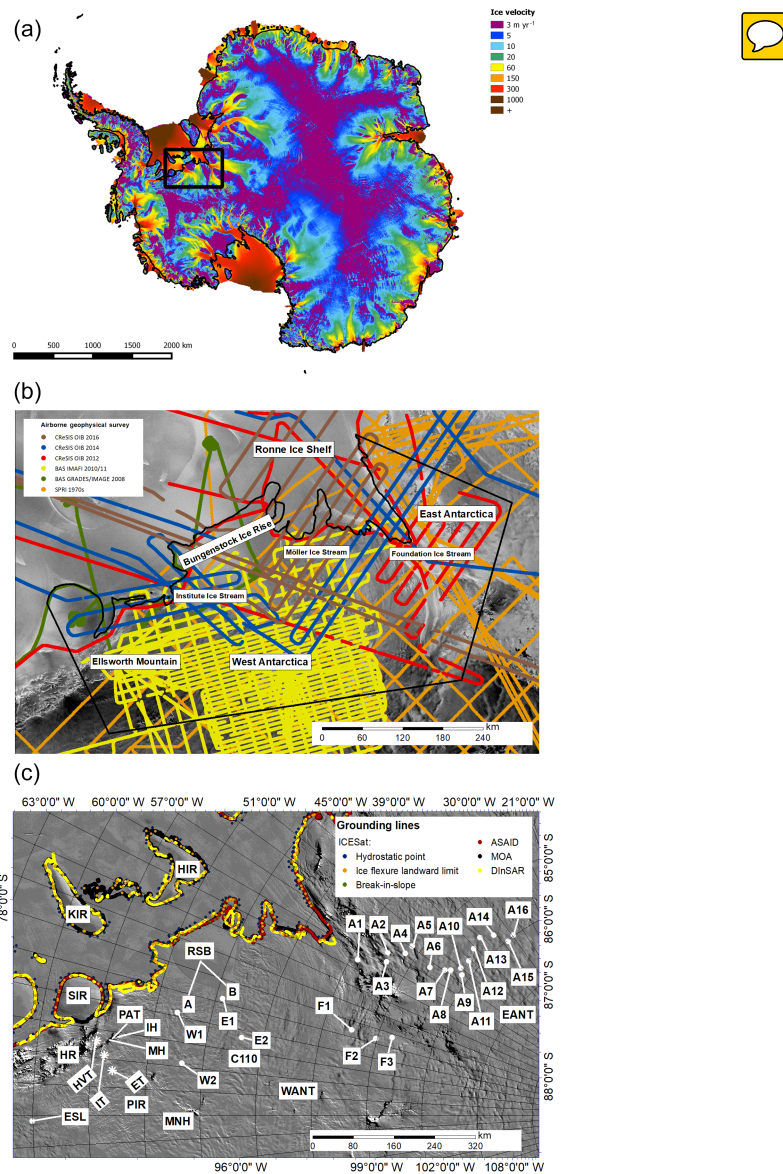 (a)
Ice velocity
3 m yr⁻¹
5
10
20
60
150
300
1000
+
0 500 1000 1500 2000 km
(b)
Airborne geophysical survey
CReSIS OIB 2016
CReSIS OIB 2014
CReSIS OIB 2012
BAS IMAFI 2010/11
BAS GRADES/IMAGE 2008
SPRI 1970s
Ronne Ice Shelf
East Antarctica
Bungenstock Ice Rise
Möller Ice Stream
Foundation Ice Stream
Institute Ice Stream
Ellsworth Mountain
West Antarctica
km
0 60 120 180 240
(c)
63°0'0" W 60°0'0" W 57°0'0" W 51°0'0" W 45°0'0" W 39°0'0" W 30°0'0" W 21°0'0" W
Grounding lines
ICESat:
Hydrostatic point
Ice flexure landward limit
Break-in-slope
ASAID
MOA
DInSAR
78°0'0" S
85°0'0" S
86°0'0" S
87°0'0" S
88°0'0" S
HIR
KIR
SIR
RSB
A
B
A1
A2
A3
A4
A5
A6
A7
A8
A9
A10
A11
A12
A13
A14
A15
A16
EANT
PAT
IH
MH
W1
E1
E2
C110
F1
F2
F3
HR
HVT
IT
ET
PIR
W2
WANT
ESL
MNH
km
0 80 160 240 320
96°0'0" W 99°0'0" W 102°0'0" W 108°0'0" W